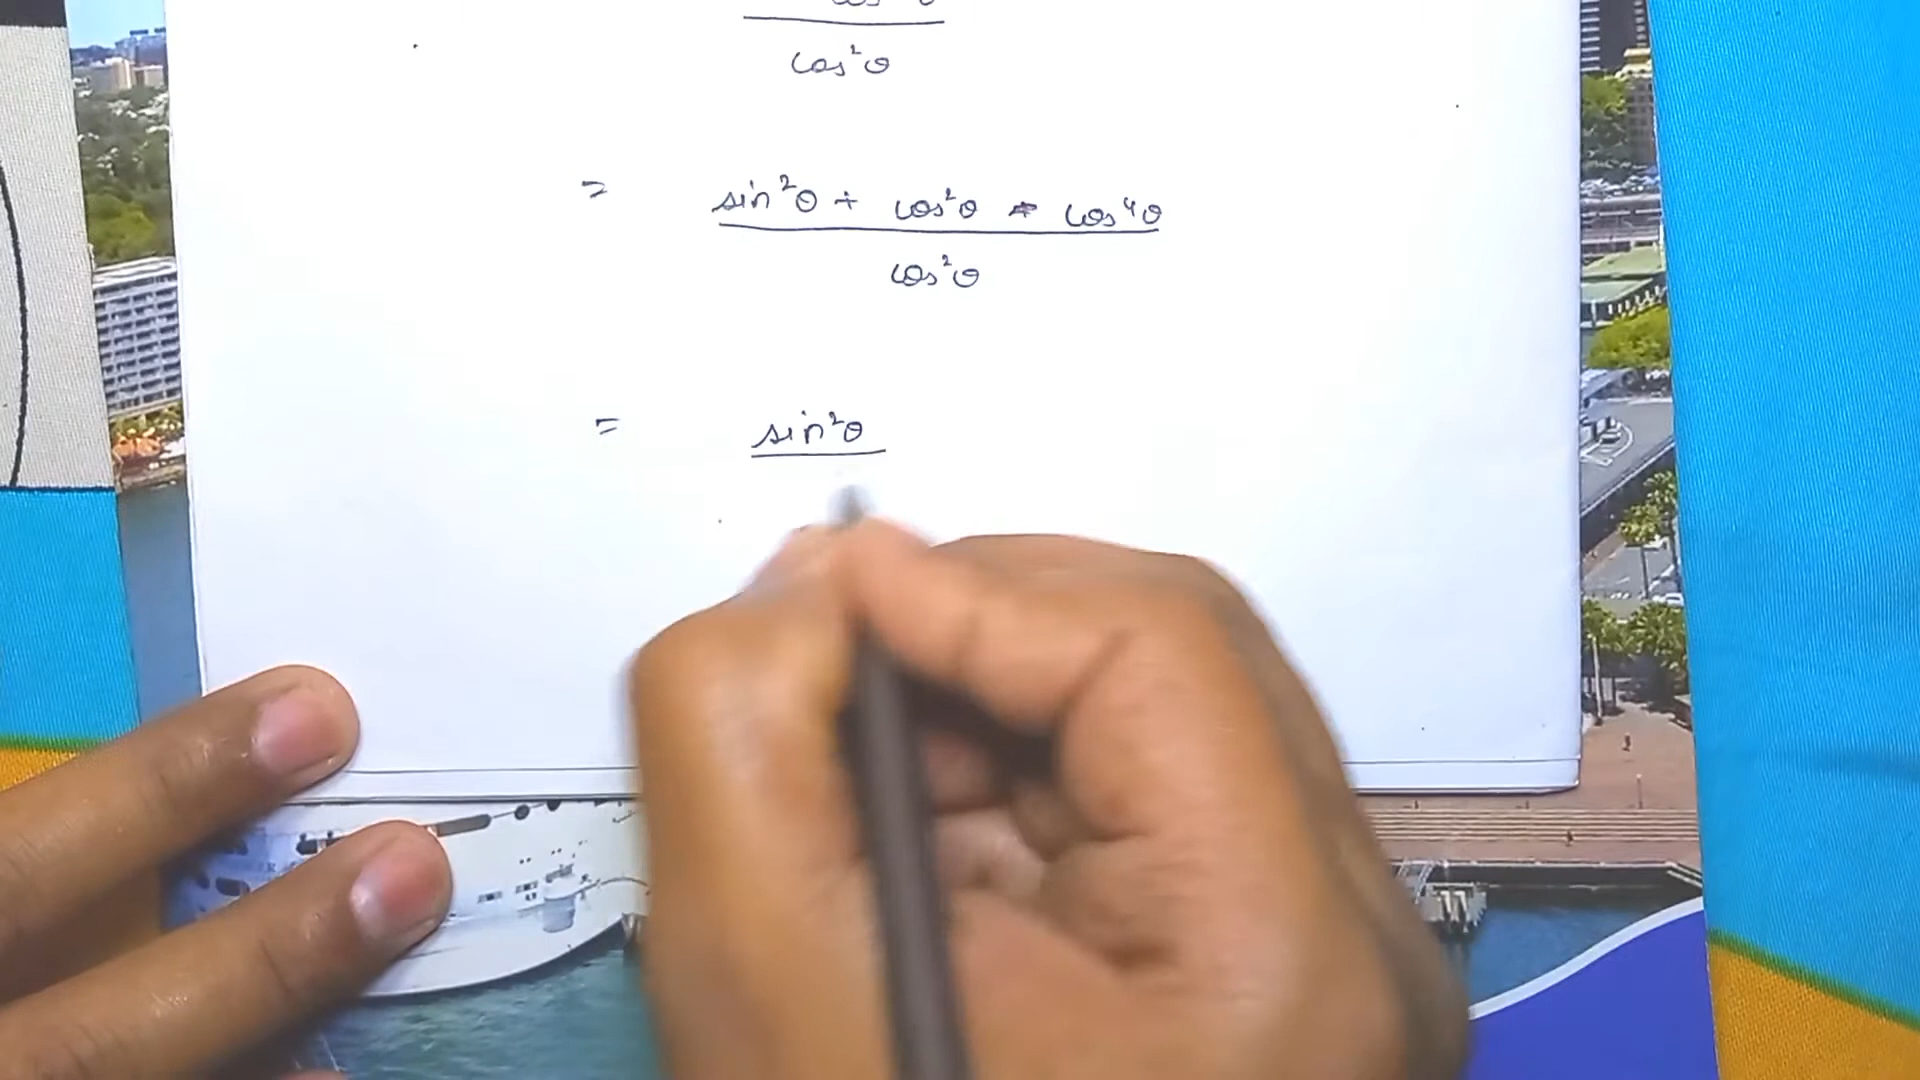 cos²θ
= sin²θ + cos²θ cos⁴θ
cos²θ
= sin²θ